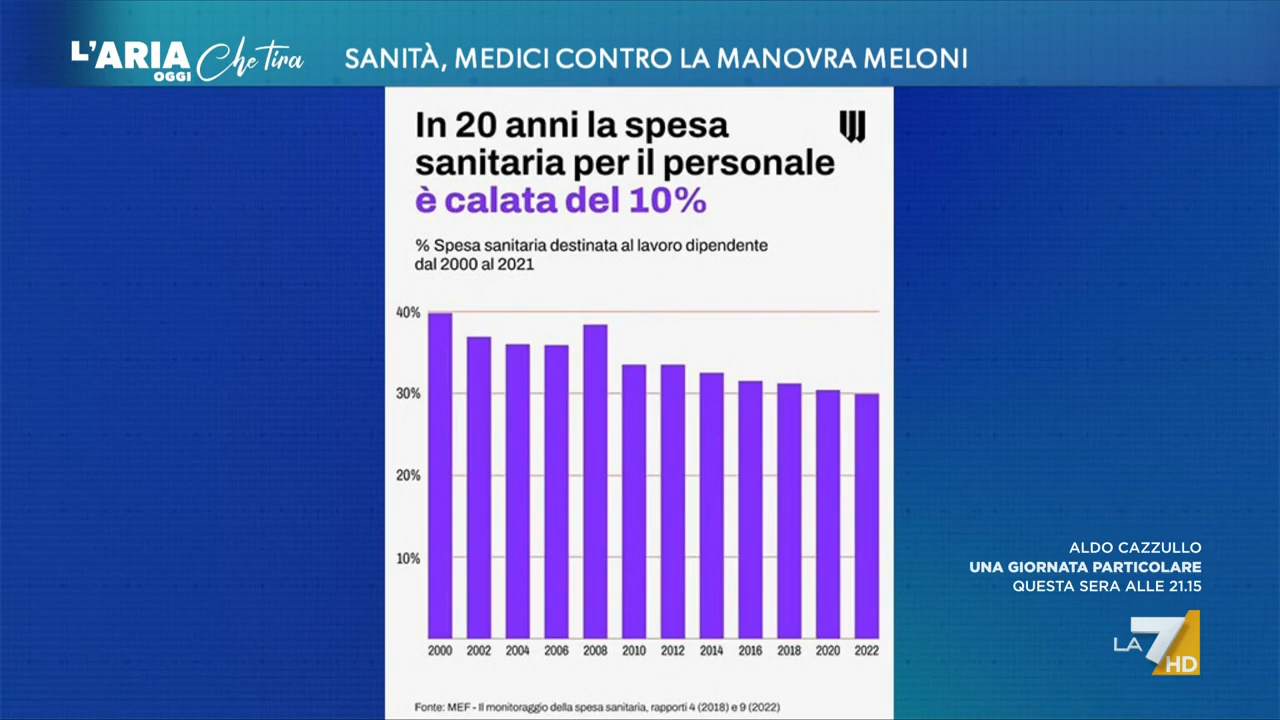 L'ARIA
OGGI
Che Tira
SANITÀ, MEDICI CONTRO LA MANOVRA MELONI
In 20 anni la spesa
sanitaria per il personale
è calata del 10%
% Spesa sanitaria destinata al lavoro dipendente
dal 2000 al 2021
40%
30%
20%
10%
2000 2002 2004 2006 2008 2010 2012 2014 2016 2018 2020 2022
Fonte: MEF - Il monitoraggio della spesa sanitaria, rapporti 4 (2018) e 9 (2022)
ALDO CAZZULLO
UNA GIORNATA PARTICOLARE
QUESTA SERA ALLE 21.15
LA 7 HD